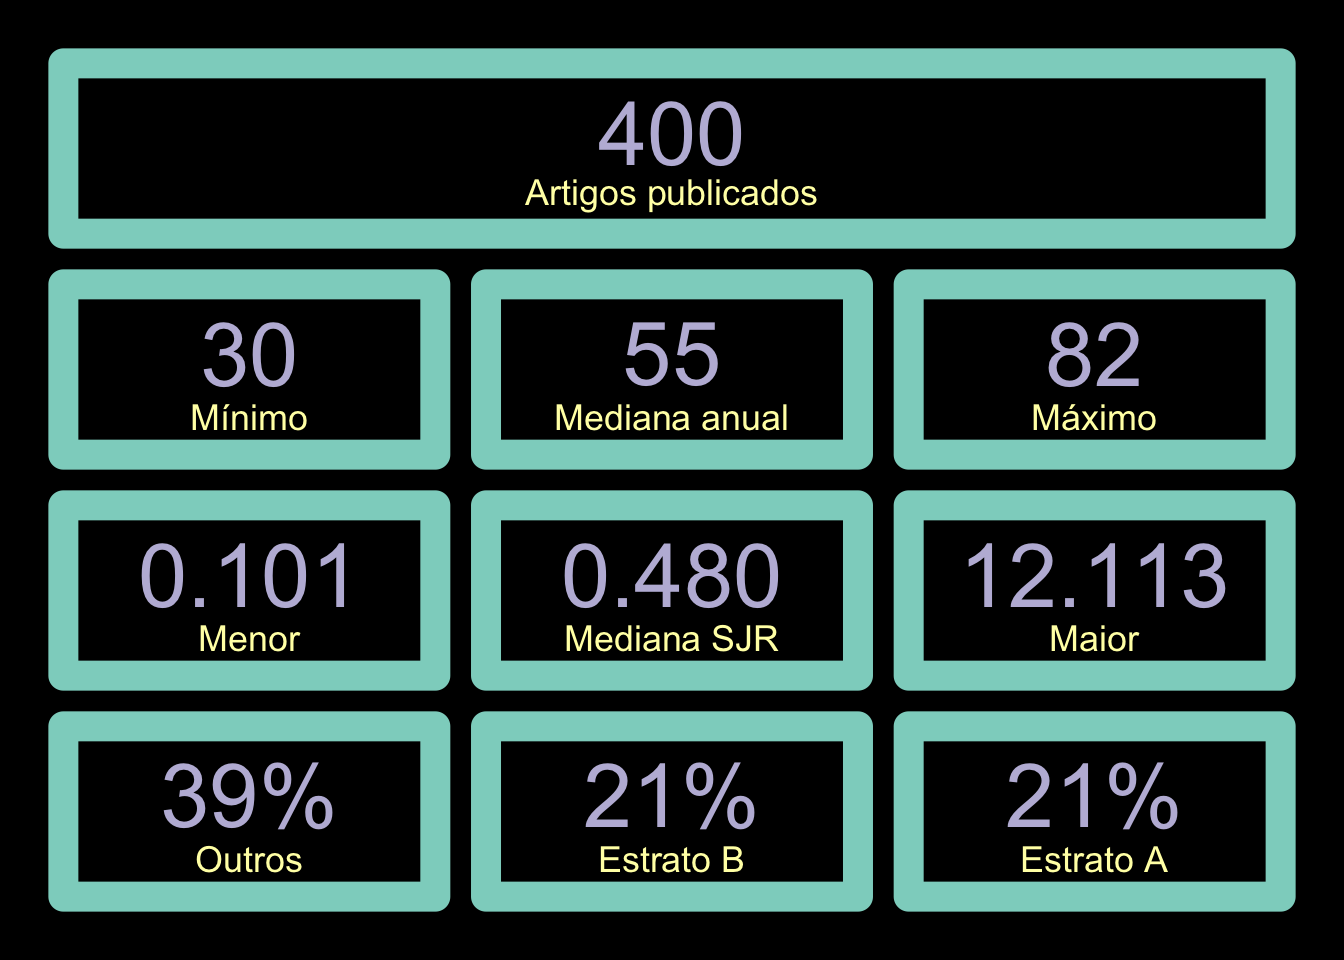 400
Artigos publicados
30
Mínimo
55
Mediana anual
82
Máximo
0.101
Menor
0.480
Mediana SJR
12.113
Maior
39%
Outros
21%
Estrato B
21%
Estrato A